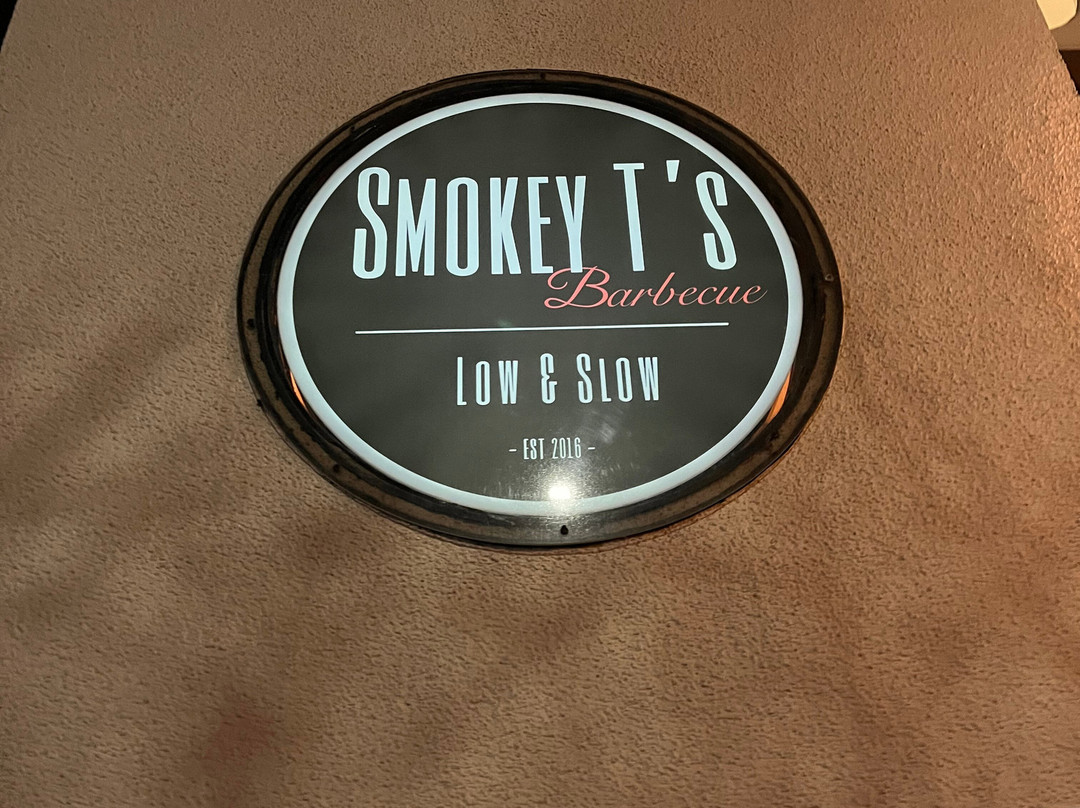 Smokey T's
Barbecue
Low & Slow
- EST 2016 -